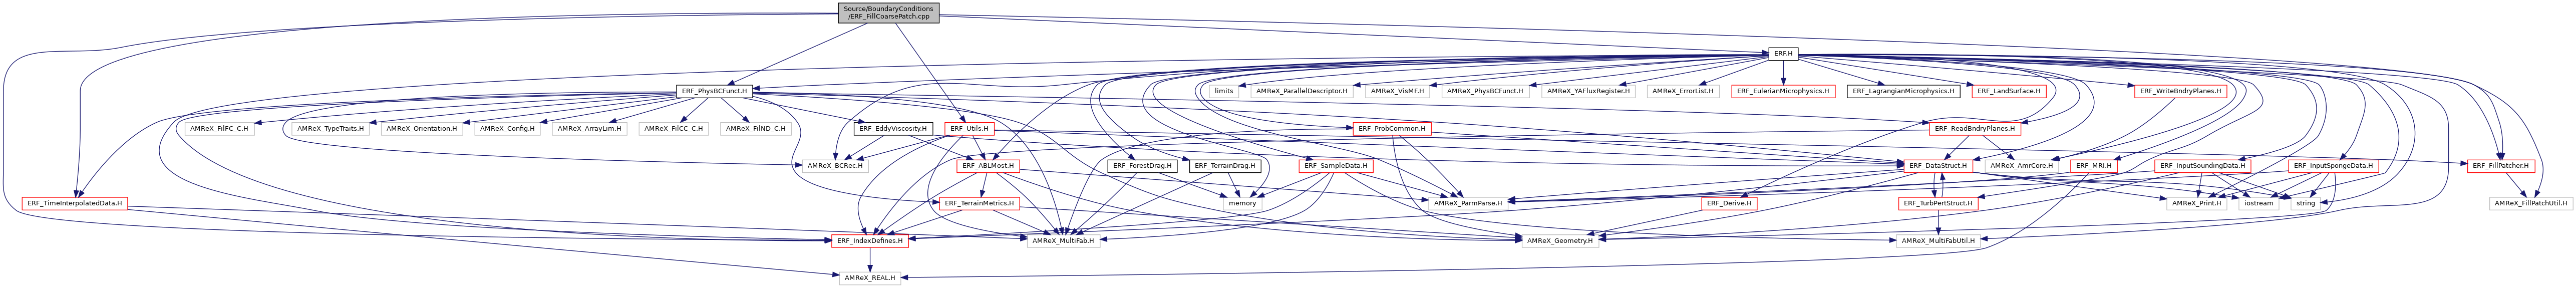 Source/BoundaryConditions
/ERF_FillCoarsePatch.cpp
ERF.H
ERF_PhysBCFunct.H
limits
AMReX_ParallelDescriptor.H
AMReX_VisMF.H
AMReX_PhysBCFunct.H
AMReX_YAFluxRegister.H
AMReX_ErrorList.H
ERF_EulerianMicrophysics.H
ERF_LagrangianMicrophysics.H
ERF_LandSurface.H
ERF_WriteBndryPlanes.H
AMReX_FilFC_C.H
AMReX_TypeTraits.H
AMReX_Orientation.H
AMReX_Config.H
AMReX_ArrayLim.H
AMReX_FilCC_C.H
AMReX_FilND_C.H
ERF_EddyViscosity.H
ERF_Utils.H
ERF_ProbCommon.H
ERF_ReadBndryPlanes.H
AMReX_BCRec.H
ERF_ABLMost.H
ERF_ForestDrag.H
ERF_TerrainDrag.H
ERF_SampleData.H
ERF_DataStruct.H
AMReX_AmrCore.H
ERF_MRI.H
ERF_InputSoundingData.H
ERF_InputSpongeData.H
ERF_FillPatcher.H
ERF_TimeInterpolatedData.H
ERF_TerrainMetrics.H
memory
AMReX_ParmParse.H
ERF_Derive.H
ERF_TurbPertStruct.H
AMReX_Print.H
iostream
string
AMReX_FillPatchUtil.H
ERF_IndexDefines.H
AMReX_MultiFab.H
AMReX_Geometry.H
AMReX_MultiFabUtil.H
AMReX_REAL.H